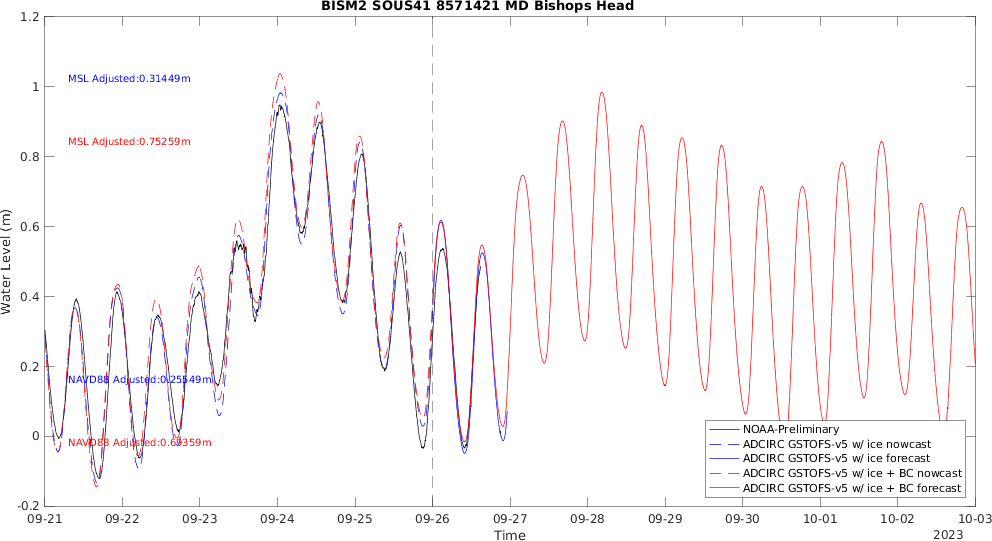 BISM2 SOUS41 8571421 MD Bishops Head
Water Level (m)
1.2
1
0.8
0.6
0.4
0.2
0
-0.2
MSL Adjusted:0.31449m
MSL Adjusted:0.75259m
NAVD88 Adjusted:0.25549m
NAVD88 Adjusted:0.69359m
NOAA-Preliminary
ADCIRC GSTOFS-v5 w/ ice nowcast
ADCIRC GSTOFS-v5 w/ ice forecast
ADCIRC GSTOFS-v5 w/ ice + BC nowcast
ADCIRC GSTOFS-v5 w/ ice + BC forecast
09-21 09-22 09-23 09-24 09-25 09-26 09-27 09-28 09-29 09-30 10-01 10-02 10-03
Time
2023